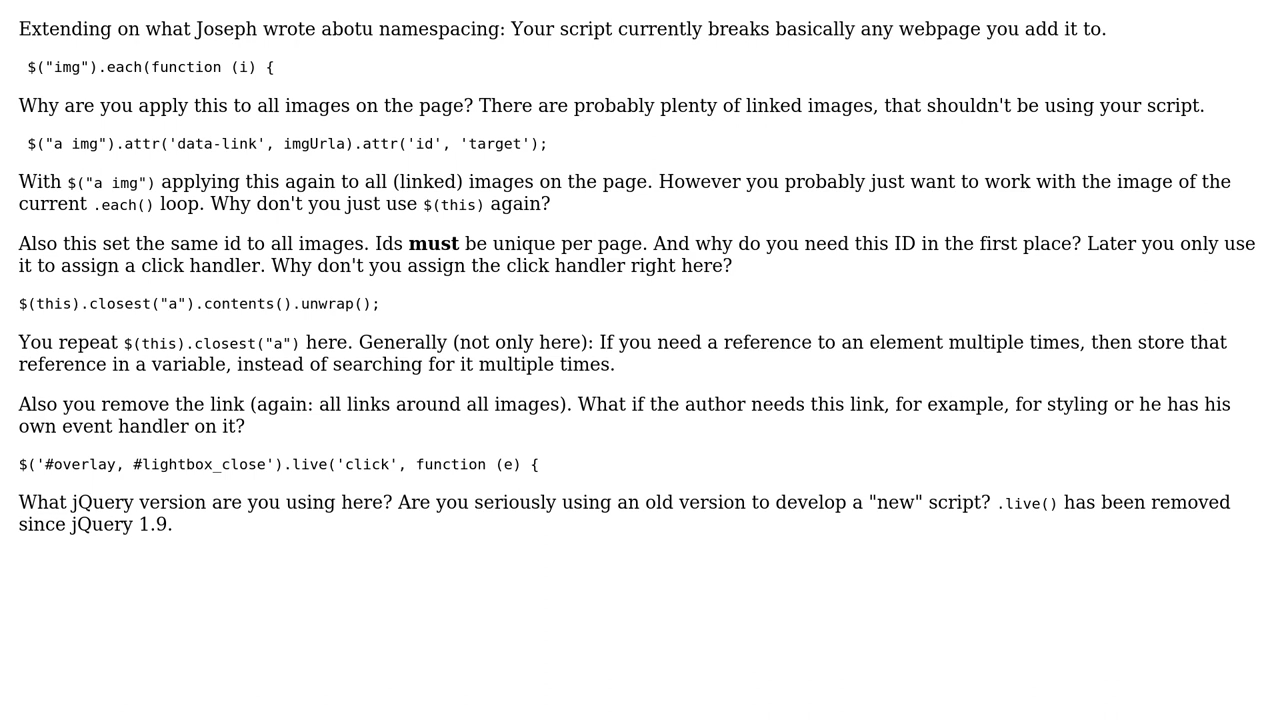 Extending on what Joseph wrote abotu namespacing: Your script currently breaks basically any webpage you add it to.
$("img").each(function (i) {
Why are you apply this to all images on the page? There are probably plenty of linked images, that shouldn't be using your script.
$("a img").attr('data-link', imgUrla).attr('id', 'target');
With $("a img") applying this again to all (linked) images on the page. However you probably just want to work with the image of the
current .each() loop. Why don't you just use $(this) again?
Also this set the same id to all images. Ids must be unique per page. And why do you need this ID in the first place? Later you only use
it to assign a click handler. Why don't you assign the click handler right here?
$(this).closest("a").contents().unwrap();
You repeat $(this).closest("a") here. Generally (not only here): If you need a reference to an element multiple times, then store that
reference in a variable, instead of searching for it multiple times.
Also you remove the link (again: all links around all images). What if the author needs this link, for example, for styling or he has his
own event handler on it?
$('#overlay, #lightbox_close').live('click', function (e) {
What jQuery version are you using here? Are you seriously using an old version to develop a "new" script? .live() has been removed
since jQuery 1.9.